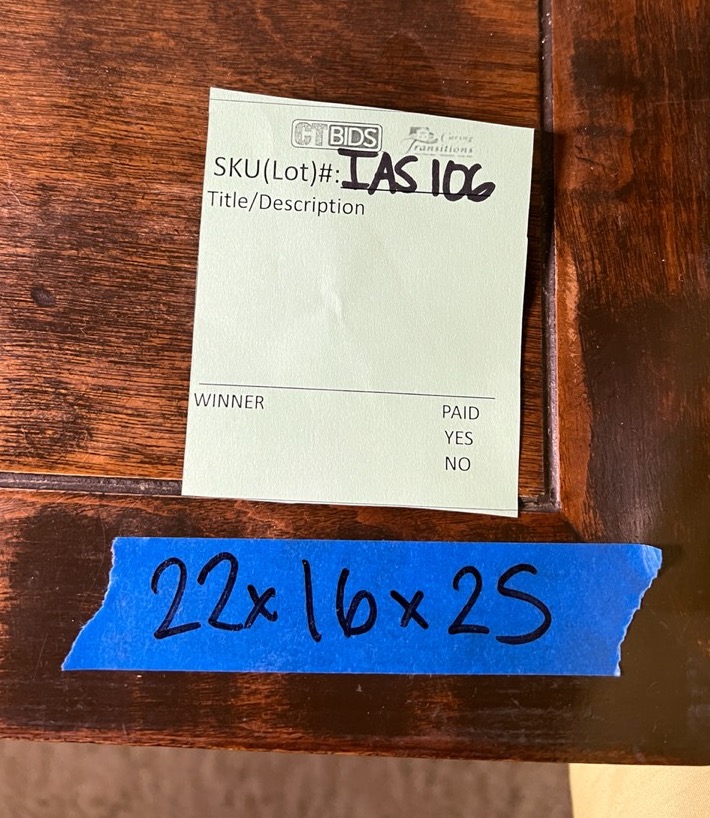 CTBIDS Caring Transitions
SKU(Lot)#: IAS 106
Title/Description
WINNER PAID
YES
NO
22x16x25